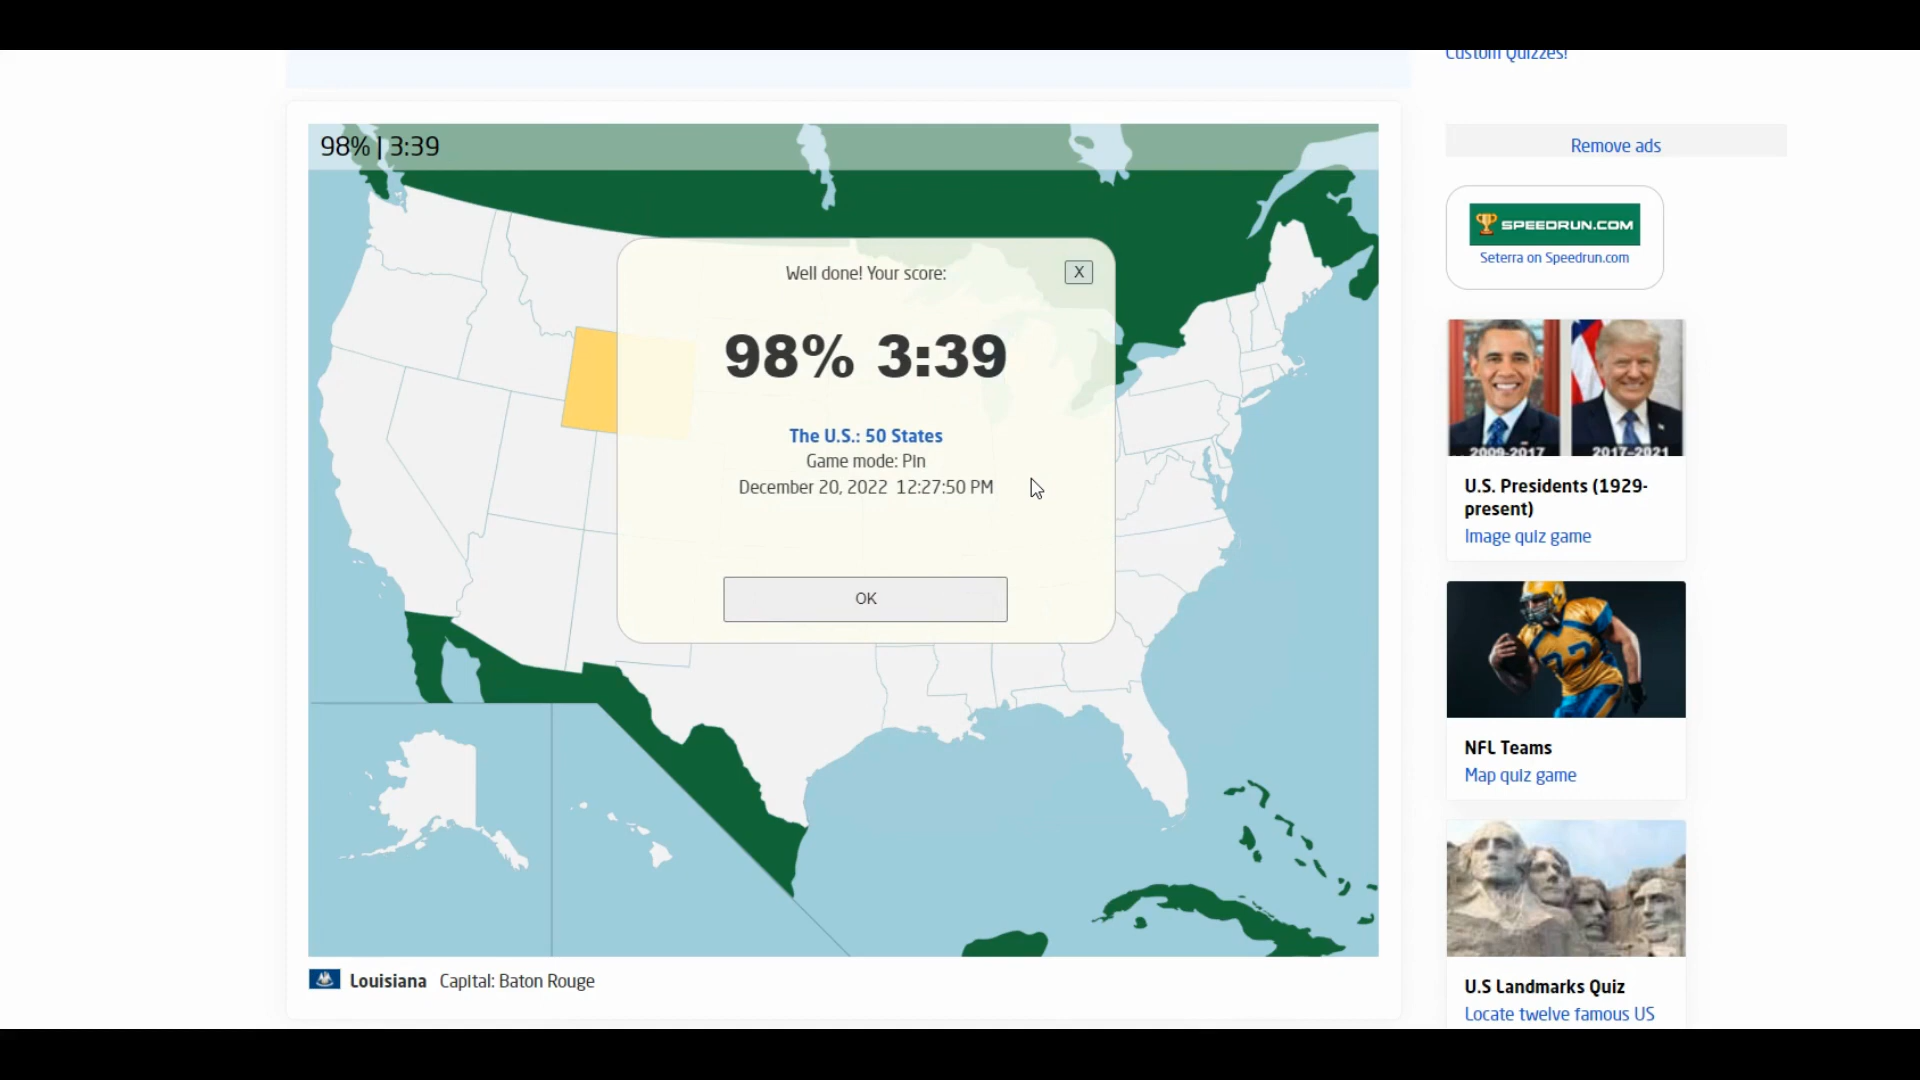 Custom Quizzes!
98% | 3:39
Remove ads
SPEEDRUN.COM
Seterra on Speedrun.com
Well done! Your score:
X
98% 3:39
The U.S.: 50 States
Game mode: Pin
December 20, 2022 12:27:50 PM
OK
2009-2017
2017-2021
U.S. Presidents (1929-
present)
Image quiz game
NFL Teams
Map quiz game
U.S Landmarks Quiz
Locate twelve famous US
Louisiana Capital: Baton Rouge